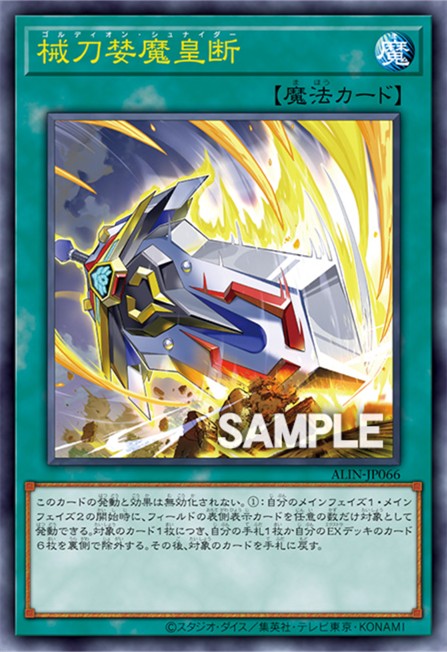 ゴルディオン・シュナイダー
械刀婪魔皇断
魔
【魔法カード】
SAMPLE
ALIN-JP066
このカードの発動と効果は無効化されない。①:自分のメインフェイズ1・メイン
フェイズ2の開始時に、フィールドの表側表示カードを任意の数だけ対象として
発動できる。対象のカード1枚につき、自分の手札1枚か自分のEXデッキのカード
6枚を裏側で除外する。その後、対象のカードを手札に戻す。
©スタジオ・ダイス/集英社・テレビ東京・KONAMI